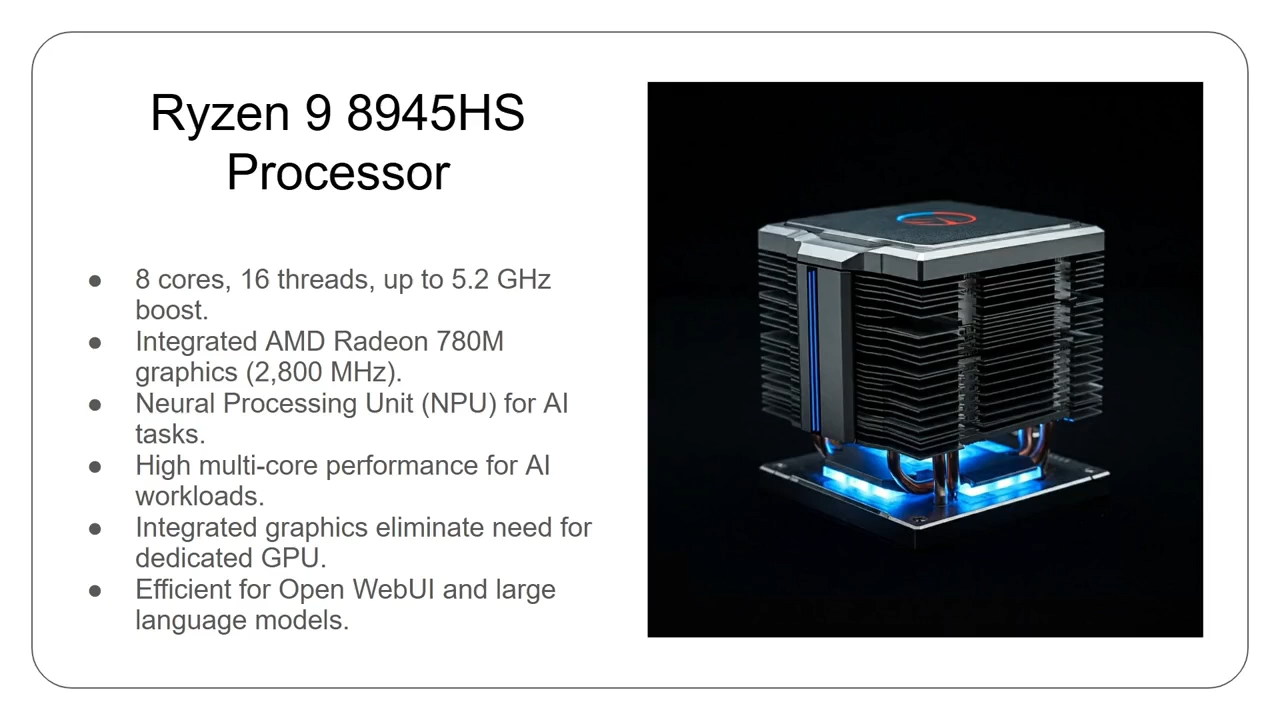 Ryzen 9 8945HS
Processor
● 8 cores, 16 threads, up to 5.2 GHz
boost.
● Integrated AMD Radeon 780M
graphics (2,800 MHz).
● Neural Processing Unit (NPU) for AI
tasks.
● High multi-core performance for AI
workloads.
● Integrated graphics eliminate need for
dedicated GPU.
● Efficient for Open WebUI and large
language models.